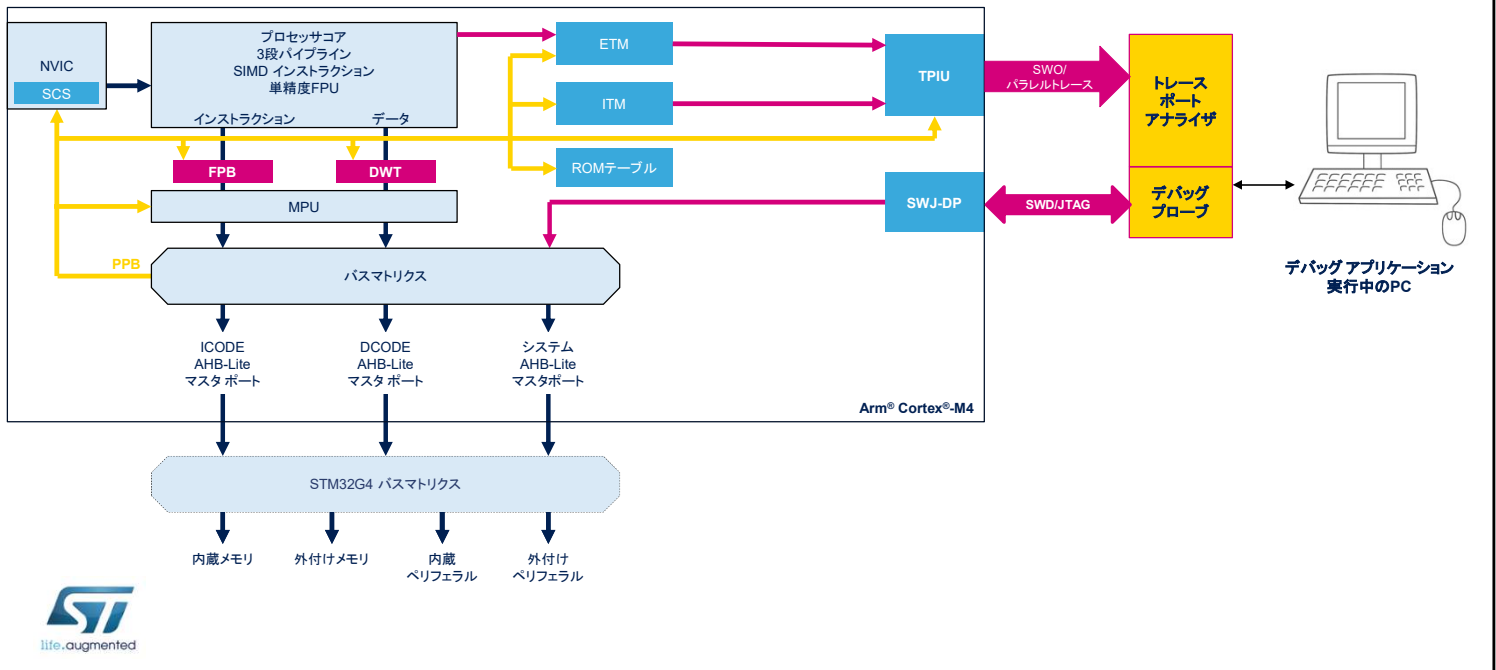 NVIC
SCS
プロセッサコア
3段パイプライン
SIMD インストラクション
単精度FPU
インストラクション
データ
ETM
ITM
ROMテーブル
TPIU
SWO/
パラレルトレース
トレース
ポート
アナライザ
FPB
DWT
MPU
SWJ-DP
SWD/JTAG
デバッグ
プローブ
PPB
バスマトリクス
デバッグ アプリケーション
実行中のPC
ICODE
AHB-Lite
マスタ ポート
DCODE
AHB-Lite
マスタ ポート
システム
AHB-Lite
マスタポート
Arm® Cortex®-M4
STM32G4 バスマトリクス
内蔵メモリ
外付けメモリ
内蔵
ペリフェラル
外付け
ペリフェラル
ST
life.augmented